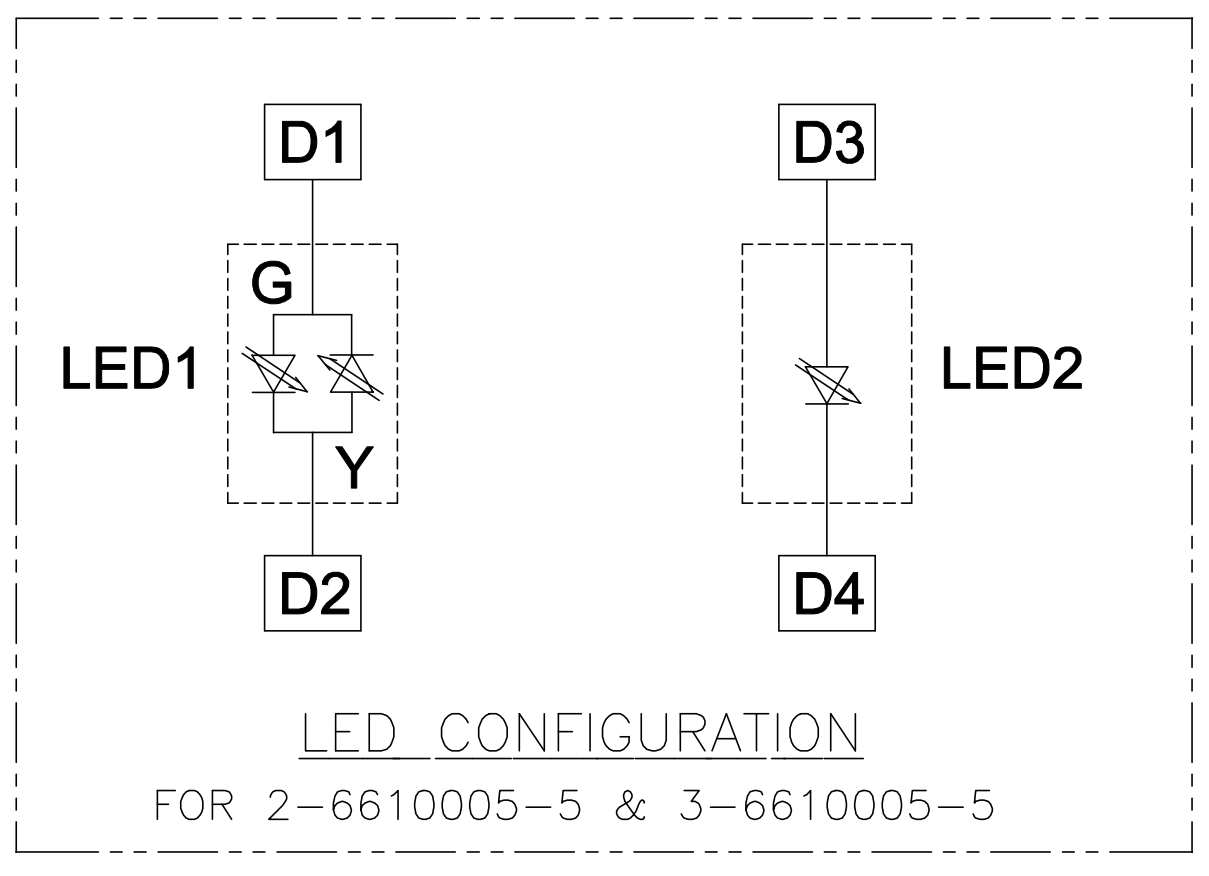 D1
D3
G
LED1
LED2
Y
D2
D4
LED CONFIGURATION
FOR 2-6610005-5 & 3-6610005-5